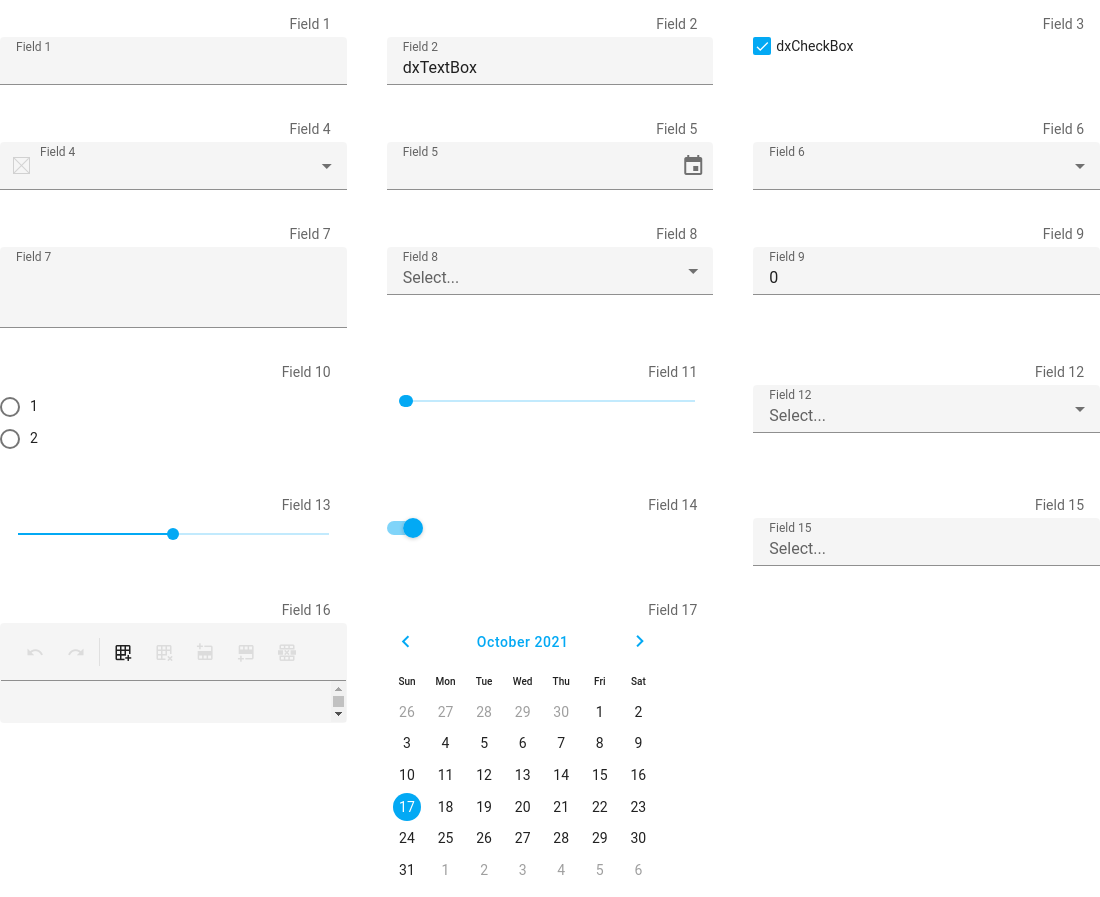 Field 1
Field 1
Field 2
Field 2
dxTextBox
Field 3
dxCheckBox
Field 4
Field 4
Field 5
Field 5
Field 6
Field 6
Field 7
Field 7
Field 8
Field 8
Select...
Field 9
Field 9
0
Field 10
1
2
Field 11
Field 12
Field 12
Select...
Field 13
Field 14
Field 15
Field 15
Select...
Field 16
Field 17
October 2021
Sun Mon Tue Wed Thu Fri Sat
26 27 28 29 30 1 2
3 4 5 6 7 8 9
10 11 12 13 14 15 16
17 18 19 20 21 22 23
24 25 26 27 28 29 30
31 1 2 3 4 5 6